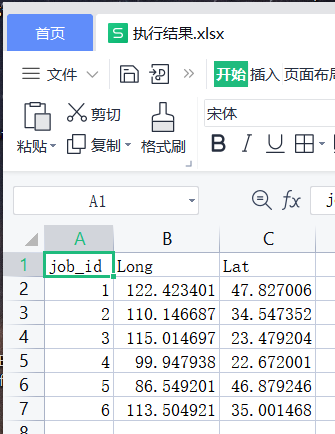 首页 S 执行结果.xlsx
文件 开始 插入 页面布
粘贴 剪切 复制 格式刷 宋体
B I U
A1 fx j
A B C
1 job_id Long Lat
2 1 122.423401 47.827006
3 2 110.146687 34.547352
4 3 115.014697 23.479204
5 4 99.947938 22.672001
6 5 86.549201 46.879246
7 6 113.504921 35.001468